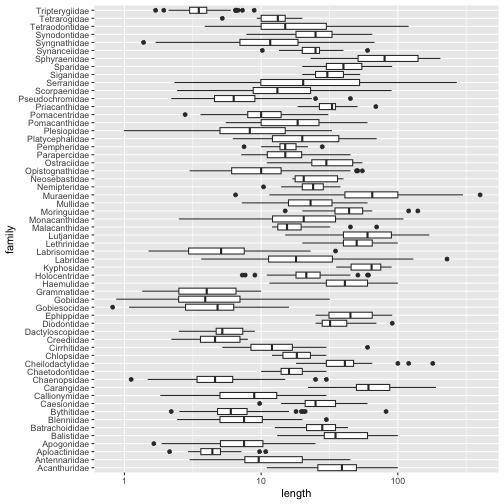 Tripterygiidae
Tetrarogidae
Tetraodontidae
Synodontidae
Syngnathidae
Synanceiidae
Sphyraenidae
Sparidae
Siganidae
Serranidae
Scorpaenidae
Pseudochromidae
Priacanthidae
Pomacentridae
Pomacanthidae
Plesiopidae
Platycephalidae
Pempheridae
Parapercidae
Ostraciidae
Opistognathidae
Neosebastidae
Nemipteridae
Muraenidae
Mullidae
Moringuidae
Monacanthidae
Malacanthidae
Lutjanidae
Lethrinidae
Labrisomidae
Labridae
Kyphosidae
Holocentridae
Haemulidae
Grammatidae
Gobiidae
Gobiesocidae
Ephippidae
Diodontidae
Dactyloscopidae
Creediidae
Cirrhitidae
Chlopsidae
Cheilodactylidae
Chaetodontidae
Chaenopsidae
Carangidae
Callionymidae
Caesionidae
Bythitidae
Blenniidae
Batrachoididae
Balistidae
Apogonidae
Aploactinidae
Antennariidae
Acanthuridae
family
1
10
100
length